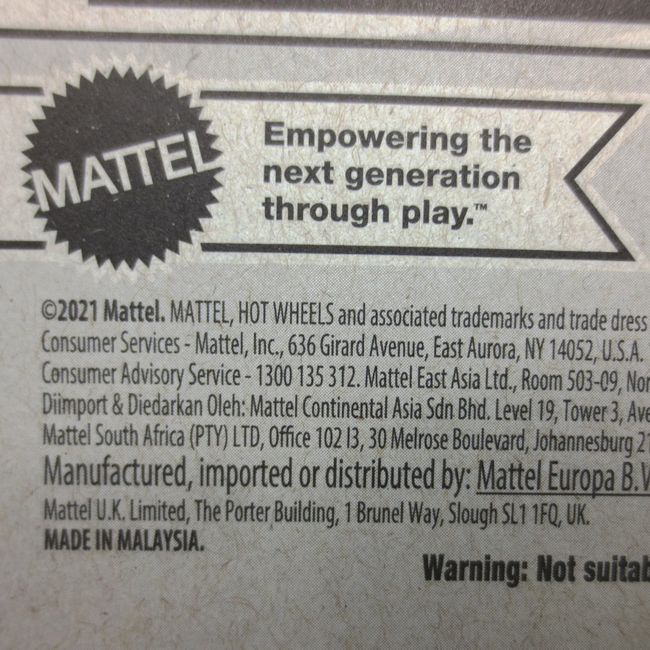 MATTEL
Empowering the
next generation
through play.™
©2021 Mattel. MATTEL, HOT WHEELS and associated trademarks and trade dress
Consumer Services - Mattel, Inc., 636 Girard Avenue, East Aurora, NY 14052, U.S.A.
Consumer Advisory Service - 1300 135 312. Mattel East Asia Ltd., Room 503-09, Nor
Diimport & Diedarkan Oleh: Mattel Continental Asia Sdn Bhd. Level 19, Tower 3, Ave
Mattel South Africa (PTY) LTD, Office 102 I3, 30 Melrose Boulevard, Johannesburg 21
Manufactured, imported or distributed by: Mattel Europa B.V
Mattel U.K. Limited, The Porter Building, 1 Brunel Way, Slough SL1 1FQ, UK.
MADE IN MALAYSIA.
Warning: Not suitab